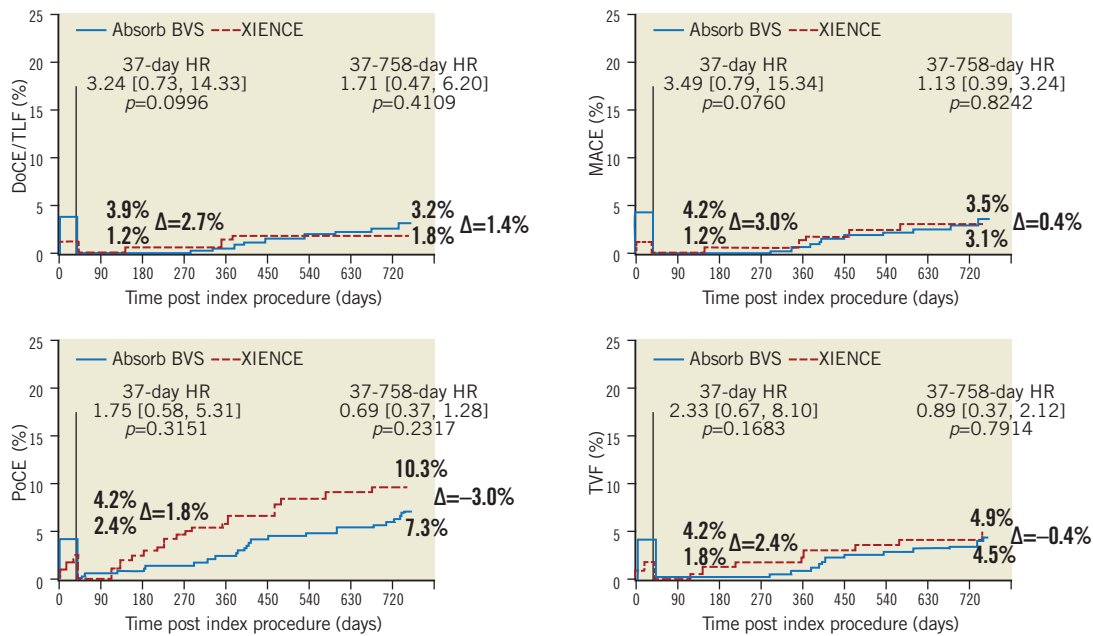 25
Absorb BVS XIENCE
20
37-day HR 37-758-day HR
3.24 [0.73, 14.33] 1.71 [0.47, 6.20]
15
p=0.0996 p=0.4109
DoCE/TLF (%)
10
5
3.9% Δ=2.7% 3.2% Δ=1.4%
1.2% 1.8%
0
0 90 180 270 360 450 540 630 720
Time post index procedure (days)
25
Absorb BVS XIENCE
20
37-day HR 37-758-day HR
3.49 [0.79, 15.34] 1.13 [0.39, 3.24]
15
p=0.0760 p=0.8242
MACE (%)
10
5
4.2% Δ=3.0% 3.5% Δ=0.4%
1.2% 3.1%
0
0 90 180 270 360 450 540 630 720
Time post index procedure (days)
25
Absorb BVS XIENCE
20
37-day HR 37-758-day HR
1.75 [0.58, 5.31] 0.69 [0.37, 1.28]
p=0.3151 p=0.2317
15
PoCE (%)
10
10.3%
4.2% Δ=1.8% Δ=–3.0%
2.4% 7.3%
5
0
0 90 180 270 360 450 540 630 720
Time post index procedure (days)
25
Absorb BVS XIENCE
20
37-day HR 37-758-day HR
2.33 [0.67, 8.10] 0.89 [0.37, 2.12]
p=0.1683 p=0.7914
15
TVF (%)
10
4.2% Δ=2.4% 4.9% Δ=–0.4%
5
1.8% 4.5%
0
0 90 180 270 360 450 540 630 720
Time post index procedure (days)